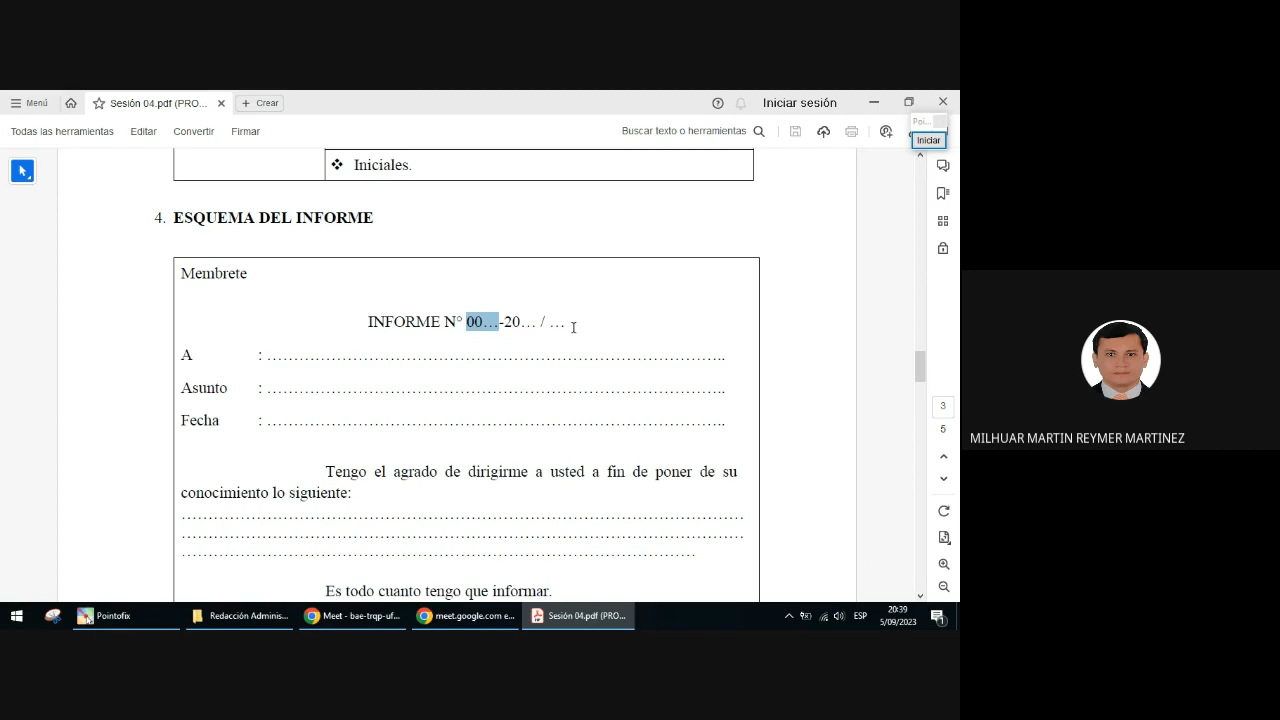 Menú
Sesión 04.pdf (PRO...
Crear
Iniciar sesión
Poi...
Todas las herramientas
Editar
Convertir
Firmar
Buscar texto o herramientas
Iniciar
❖ Iniciales.
4. ESQUEMA DEL INFORME
Membrete
INFORME N° 00…-20… / …
A : …………………………………………………………………………..
Asunto : …………………………………………………………………………..
Fecha : …………………………………………………………………………..
Tengo el agrado de dirigirme a usted a fin de poner de su
conocimiento lo siguiente:
……………………………………………………………………………………………
……………………………………………………………………………………………
……………………………………………………………………………………
Es todo cuanto tengo que informar.
3
5
MILHUAR MARTIN REYMER MARTINEZ
Pointofix
Redacción Adminis...
Meet - bae-trqp-uf...
meet.google.com e...
Sesión 04.pdf (PRO...
ESP
20:39
5/09/2023
1